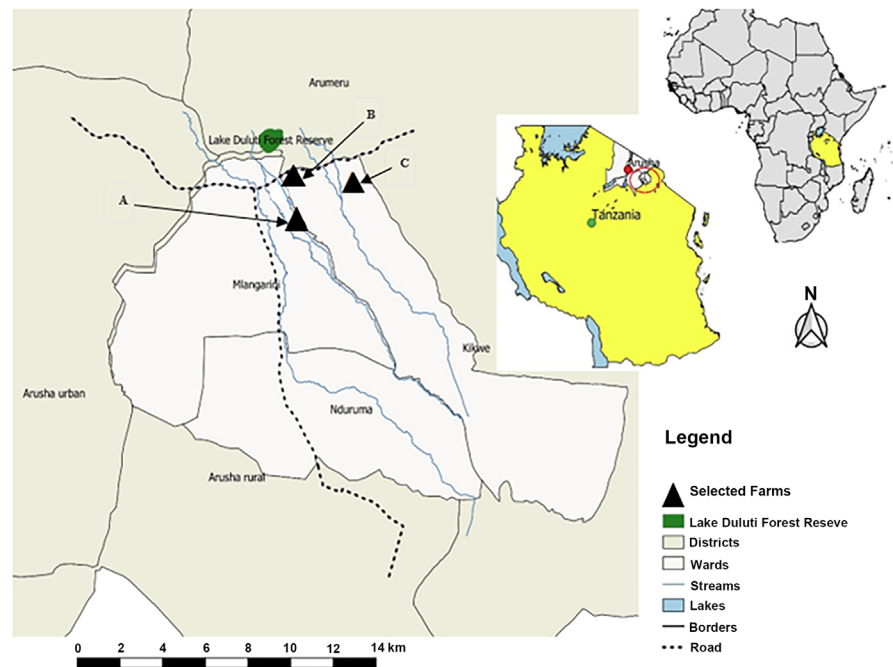 Arumeru
B
Lake Duluti Forest Reserve
C
A
Mlangarini
Kikwe
Arusha urban
Nduruma
Arusha rural
0 2 4 6 8 10 12 14 km
Arusha
Tanzania
N
Legend
Selected Farms
Lake Duluti Forest Reseve
Districts
Wards
Streams
Lakes
Borders
Road